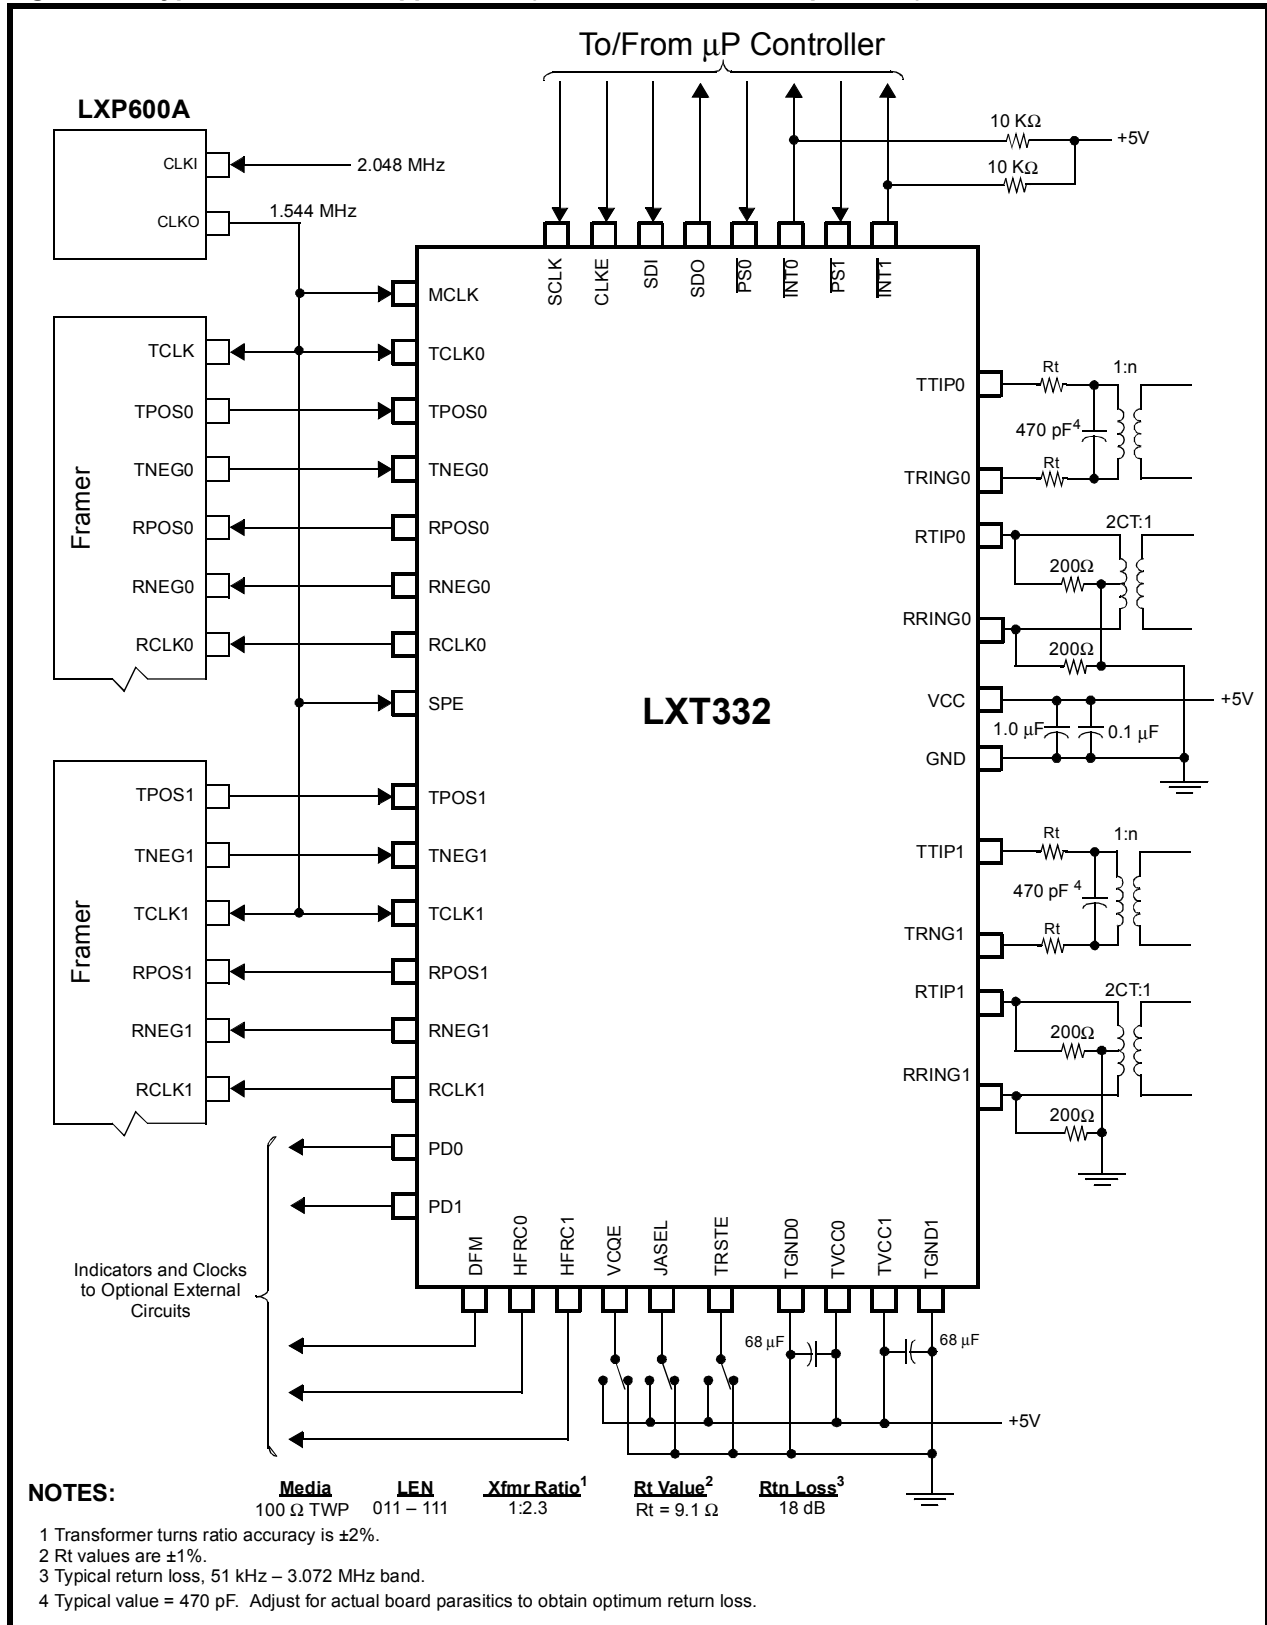 To/From µP Controller
LXP600A
CLKI
2.048 MHz
CLKO
1.544 MHz
10 KΩ
+5V
10 KΩ
SCLK
CLKE
SDI
SDO
PS0
INT0
PS1
INT1
MCLK
TCLK
TCLK0
TPOS0
TPOS0
TNEG0
TNEG0
RPOS0
RPOS0
RNEG0
RNEG0
RCLK0
RCLK0
Framer
SPE
LXT332
TTIP0
Rt
1:n
470 pF4
TRING0
Rt
RTIP0
2CT:1
200Ω
RRING0
200Ω
VCC
+5V
1.0 µF
0.1 µF
GND
TPOS1
TPOS1
TNEG1
TNEG1
TCLK1
TCLK1
RPOS1
RPOS1
RNEG1
RNEG1
RCLK1
RCLK1
Framer
TTIP1
Rt
1:n
470 pF 4
TRNG1
Rt
RTIP1
2CT:1
200Ω
RRING1
200Ω
PD0
PD1
DFM
HFRC0
HFRC1
VCQE
JASEL
TRSTE
TGND0
TVCC0
TVCC1
TGND1
Indicators and Clocks
to Optional External
Circuits
68 µF
68 µF
+5V
NOTES:
Media LEN Xfmr Ratio1 Rt Value2 Rtn Loss3
100 Ω TWP 011 – 111 1:2.3 Rt = 9.1 Ω 18 dB
1 Transformer turns ratio accuracy is ±2%.
2 Rt values are ±1%.
3 Typical return loss, 51 kHz – 3.072 MHz band.
4 Typical value = 470 pF. Adjust for actual board parasitics to obtain optimum return loss.